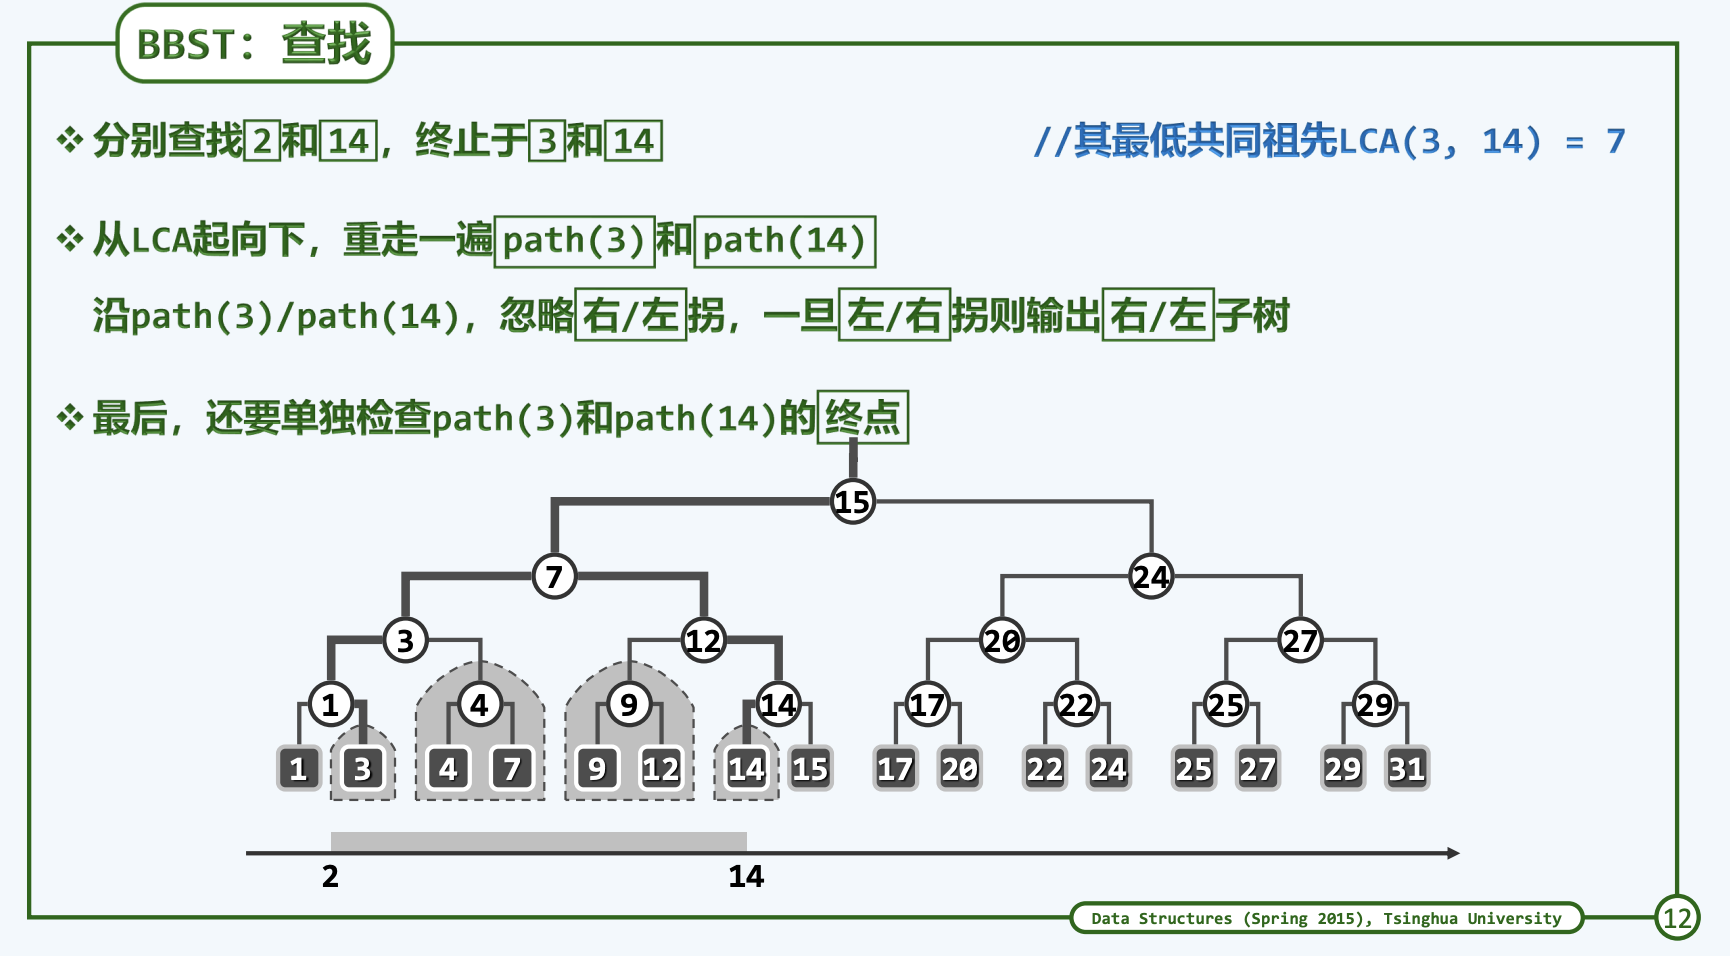 BBST：查找
❖ 分别查找2和14，终止于3和14 //其最低共同祖先LCA(3, 14) = 7
❖ 从LCA起向下，重走一遍path(3)和path(14)
沿path(3)/path(14)，忽略右/左拐，一旦左/右拐则输出右/左子树
❖ 最后，还要单独检查path(3)和path(14)的终点
15
7 24
3 12 20 27
1 4 9 14 17 22 25 29
1 3 4 7 9 12 14 15 17 20 22 24 25 27 29 31
2 14
Data Structures (Spring 2015), Tsinghua University 12